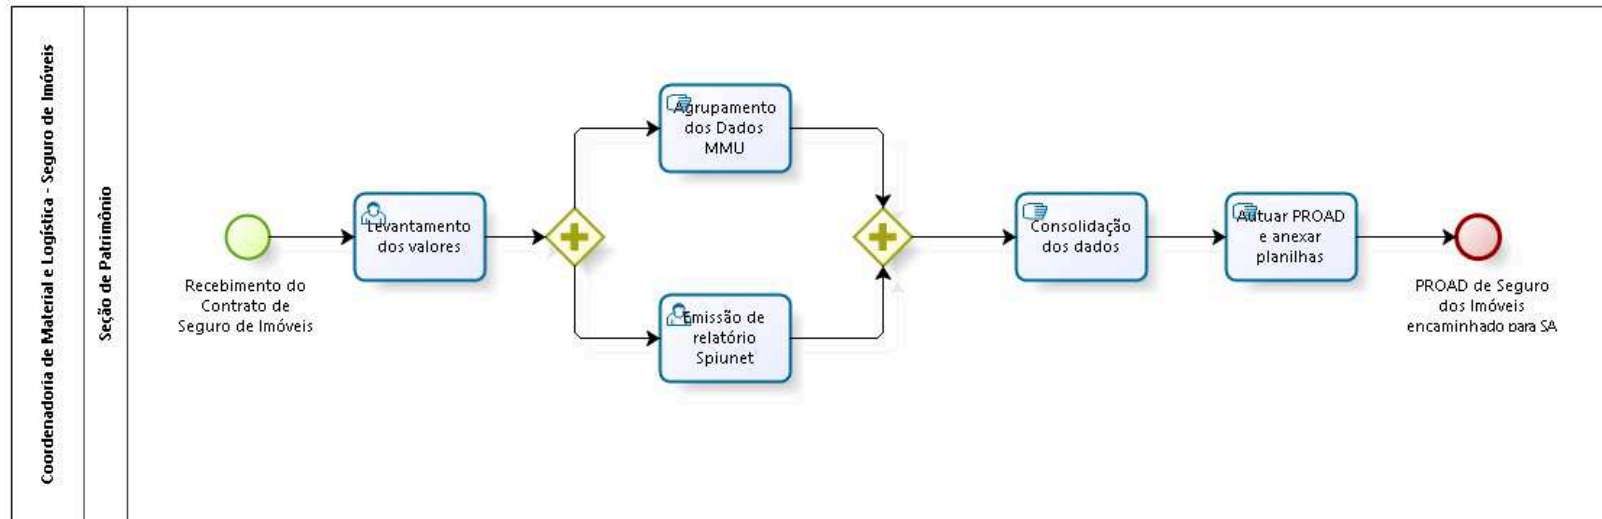 Coordenadoria de Material e Logística - Seguro de Imóveis
Seção de Patrimônio
Recebimento do
Contrato de
Seguro de Imóveis
Levantamento
dos valores
Agrupamento
dos Dados
MMU
Emissão de
relatório
Spiunet
Consolidação
dos dados
Autuar PROAD
e anexar
planilhas
PROAD de Seguro
dos Imóveis
encaminhado para SA